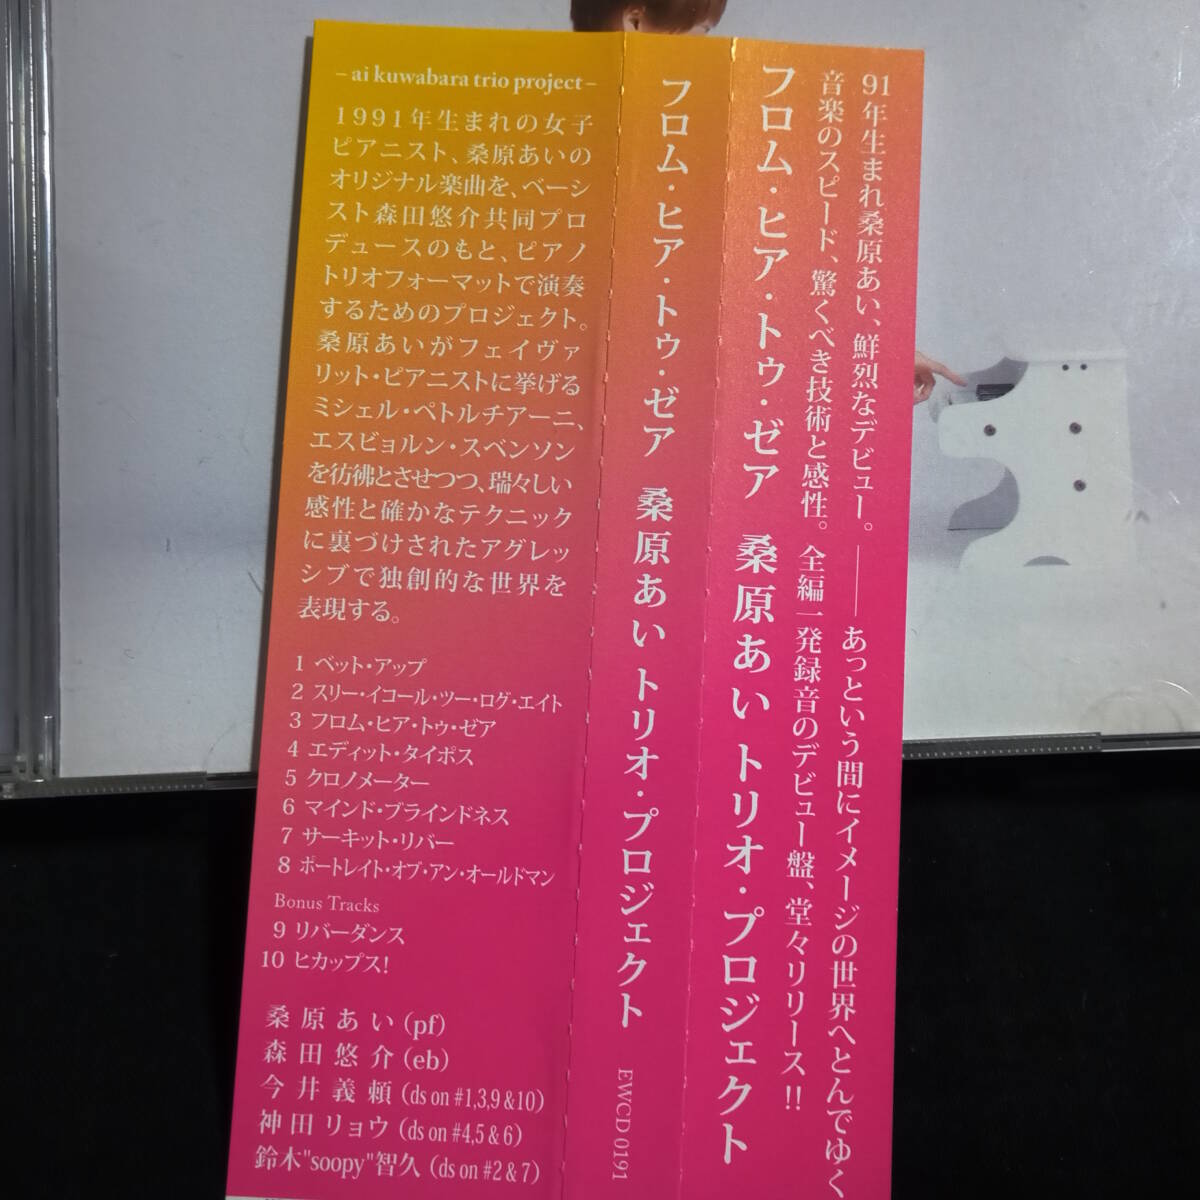 91年生まれ桑原あい、鮮烈なデビュー。――― あっという間にイメージの世界へとんでゆく
音楽のスピード、驚くべき技術と感性。全編一発録音のデビュー盤、堂々リリース!!
フロム・ヒア・トゥ・ゼア 桑原あい トリオ・プロジェクト
フロム・ヒア・トゥ・ゼア 桑原あい トリオ・プロジェクト EWCD 0191
– ai kuwabara trio project –
1991年生まれの女子
ピアニスト、桑原あいの
オリジナル楽曲を、ベーシ
スト森田悠介共同プロ
デュースのもと、ピアノ
トリオフォーマットで演奏
するためのプロジェクト。
桑原あいがフェイヴァ
リット・ピアニストに挙げる
ミシェル・ペトルチアーニ、
エスビョルン・スベンソン
を彷彿とさせつつ、瑞々しい
感性と確かなテクニック
に裏づけされたアグレッ
シブで独創的な世界を
表現する。
1 ベット・アップ
2 スリー・イコール・ツー・ログ・エイト
3 フロム・ヒア・トゥ・ゼア
4 エディット・タイポス
5 クロノメーター
6 マインド・ブラインドネス
7 サーキット・リバー
8 ポートレイト・オブ・アン・オールドマン
Bonus Tracks
9 リバーダンス
10 ヒカップス!
桑原あい (pf)
森田悠介 (eb)
今井義頼 (ds on #1,3,9 &10)
神田リョウ (ds on #4,5 & 6)
鈴木"soopy"智久 (ds on #2 & 7)